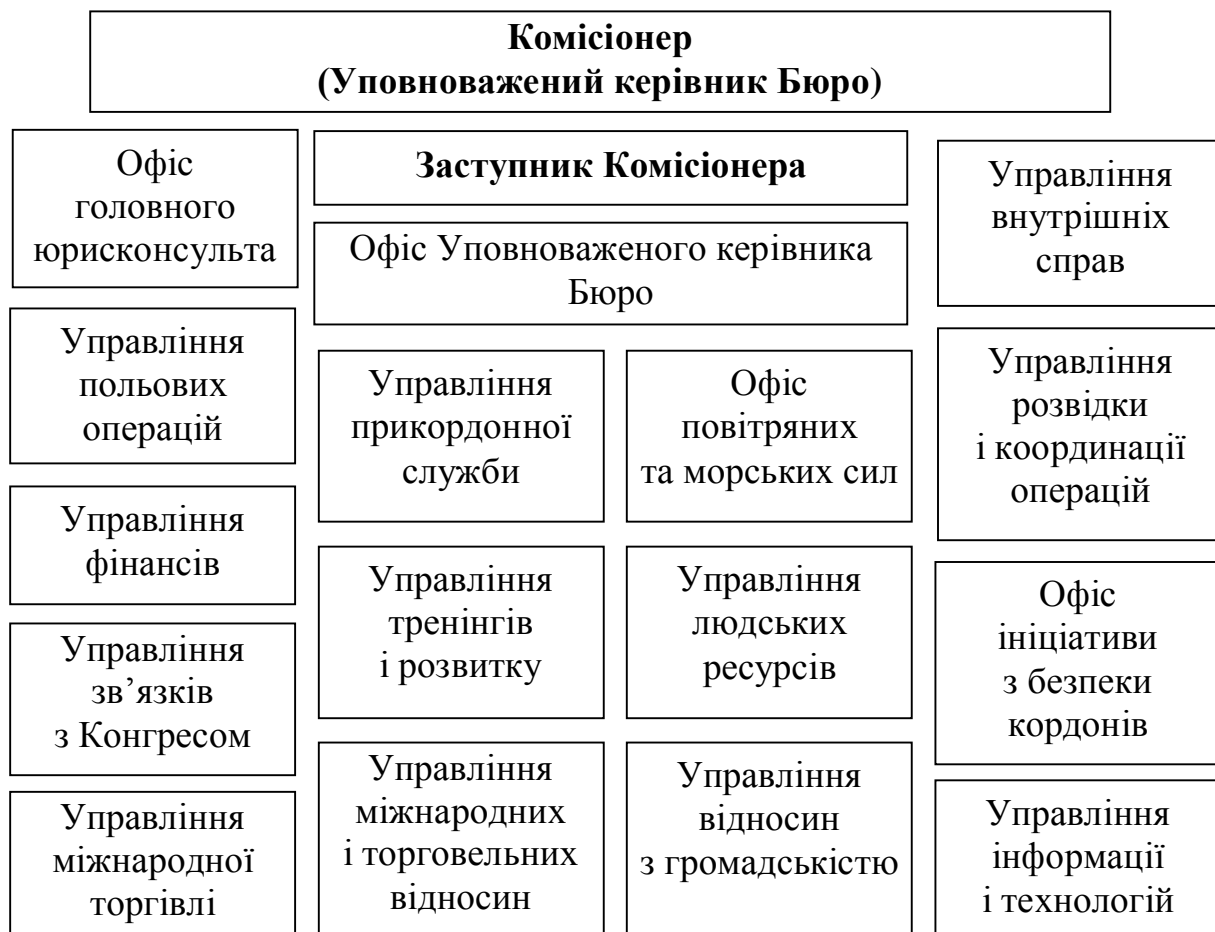 Комісіонер
(Уповноважений керівник Бюро)
Офіс
головного
юрисконсульта
Заступник Комісіонера
Управління
внутрішніх
справ
Офіс Уповноваженого керівника
Бюро
Управління
польових
операцій
Управління
прикордонної
служби
Офіс
повітряних
та морських сил
Управління
розвідки
і координації
операцій
Управління
фінансів
Управління
тренінгів
і розвитку
Управління
людських
ресурсів
Офіс
ініціативи
з безпеки
кордонів
Управління
зв’язків
з Конгресом
Управління
міжнародних
і торговельних
відносин
Управління
відносин
з громадськістю
Управління
міжнародної
торгівлі
Управління
інформації
і технологій